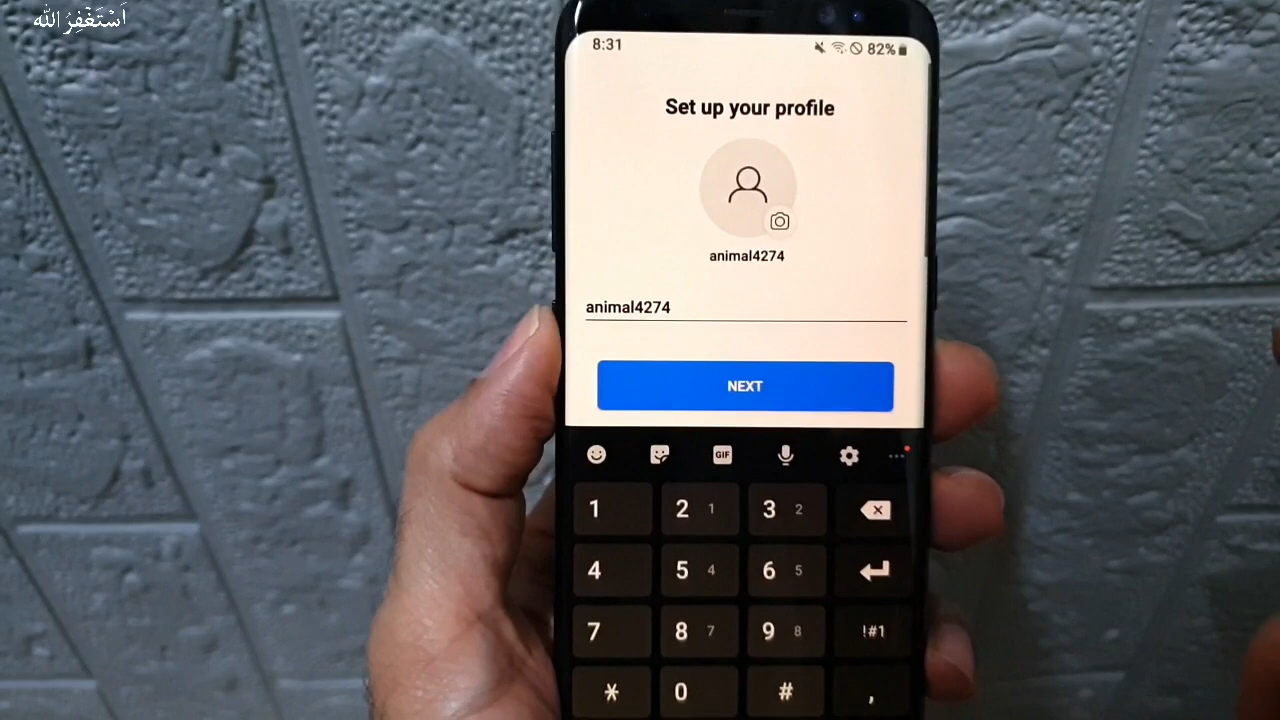 اَسْتَغْفِرُ اللّٰه
8:31 82%
Set up your profile
animal4274
animal4274
NEXT
GIF
1 2 1 3 2
4 5 4 6 5
7 8 7 9 8 !#1
* 0 # ,